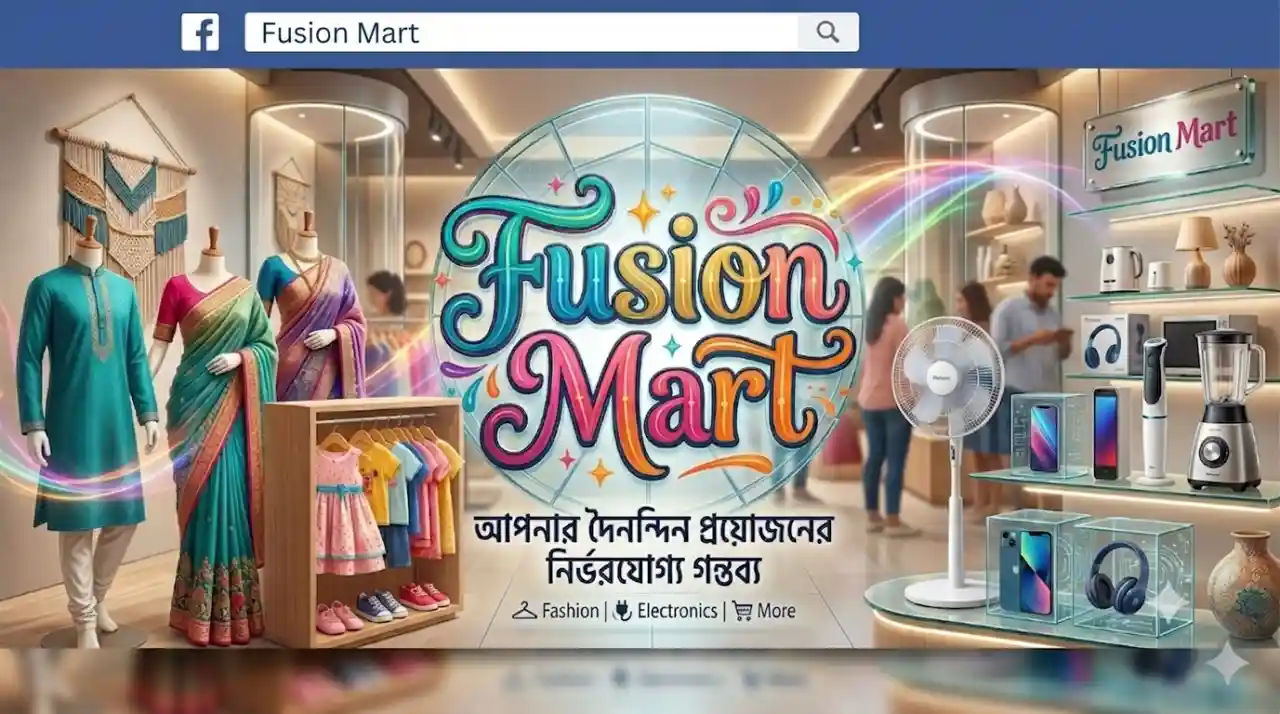 Fusion Mart
Fusion Mart
Fusion
Mart
আপনার দৈনন্দিন প্রয়োজনের
নির্ভরযোগ্য গন্তব্য
Fashion | Electronics | More